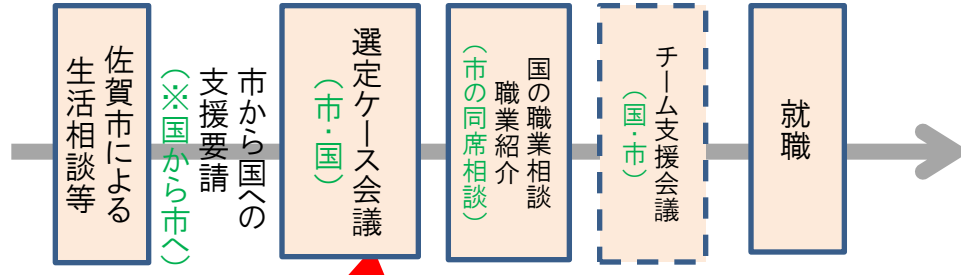 佐賀市による
生活相談等
市から国への
支援要請
（※国から市へ）
選定ケース会議
（市・国）
国の職業相談
職業紹介
（市の同席相談）
チーム支援会議
（国・市）
就職